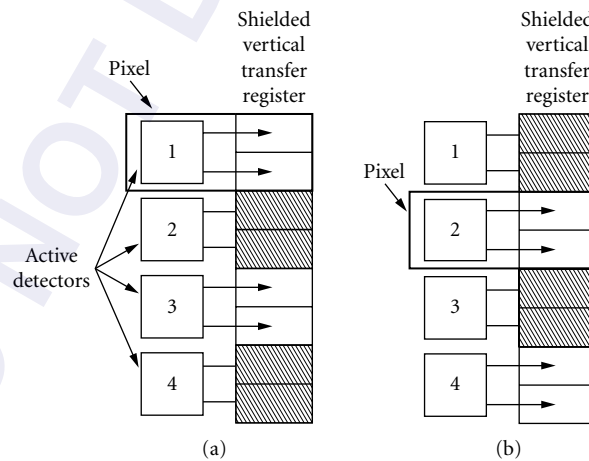 Shielded
vertical
transfer
register
Pixel
1
2
3
4
Active
detectors
(a)
Shielded
vertical
transfer
register
Pixel
1
2
3
4
(b)
NOT